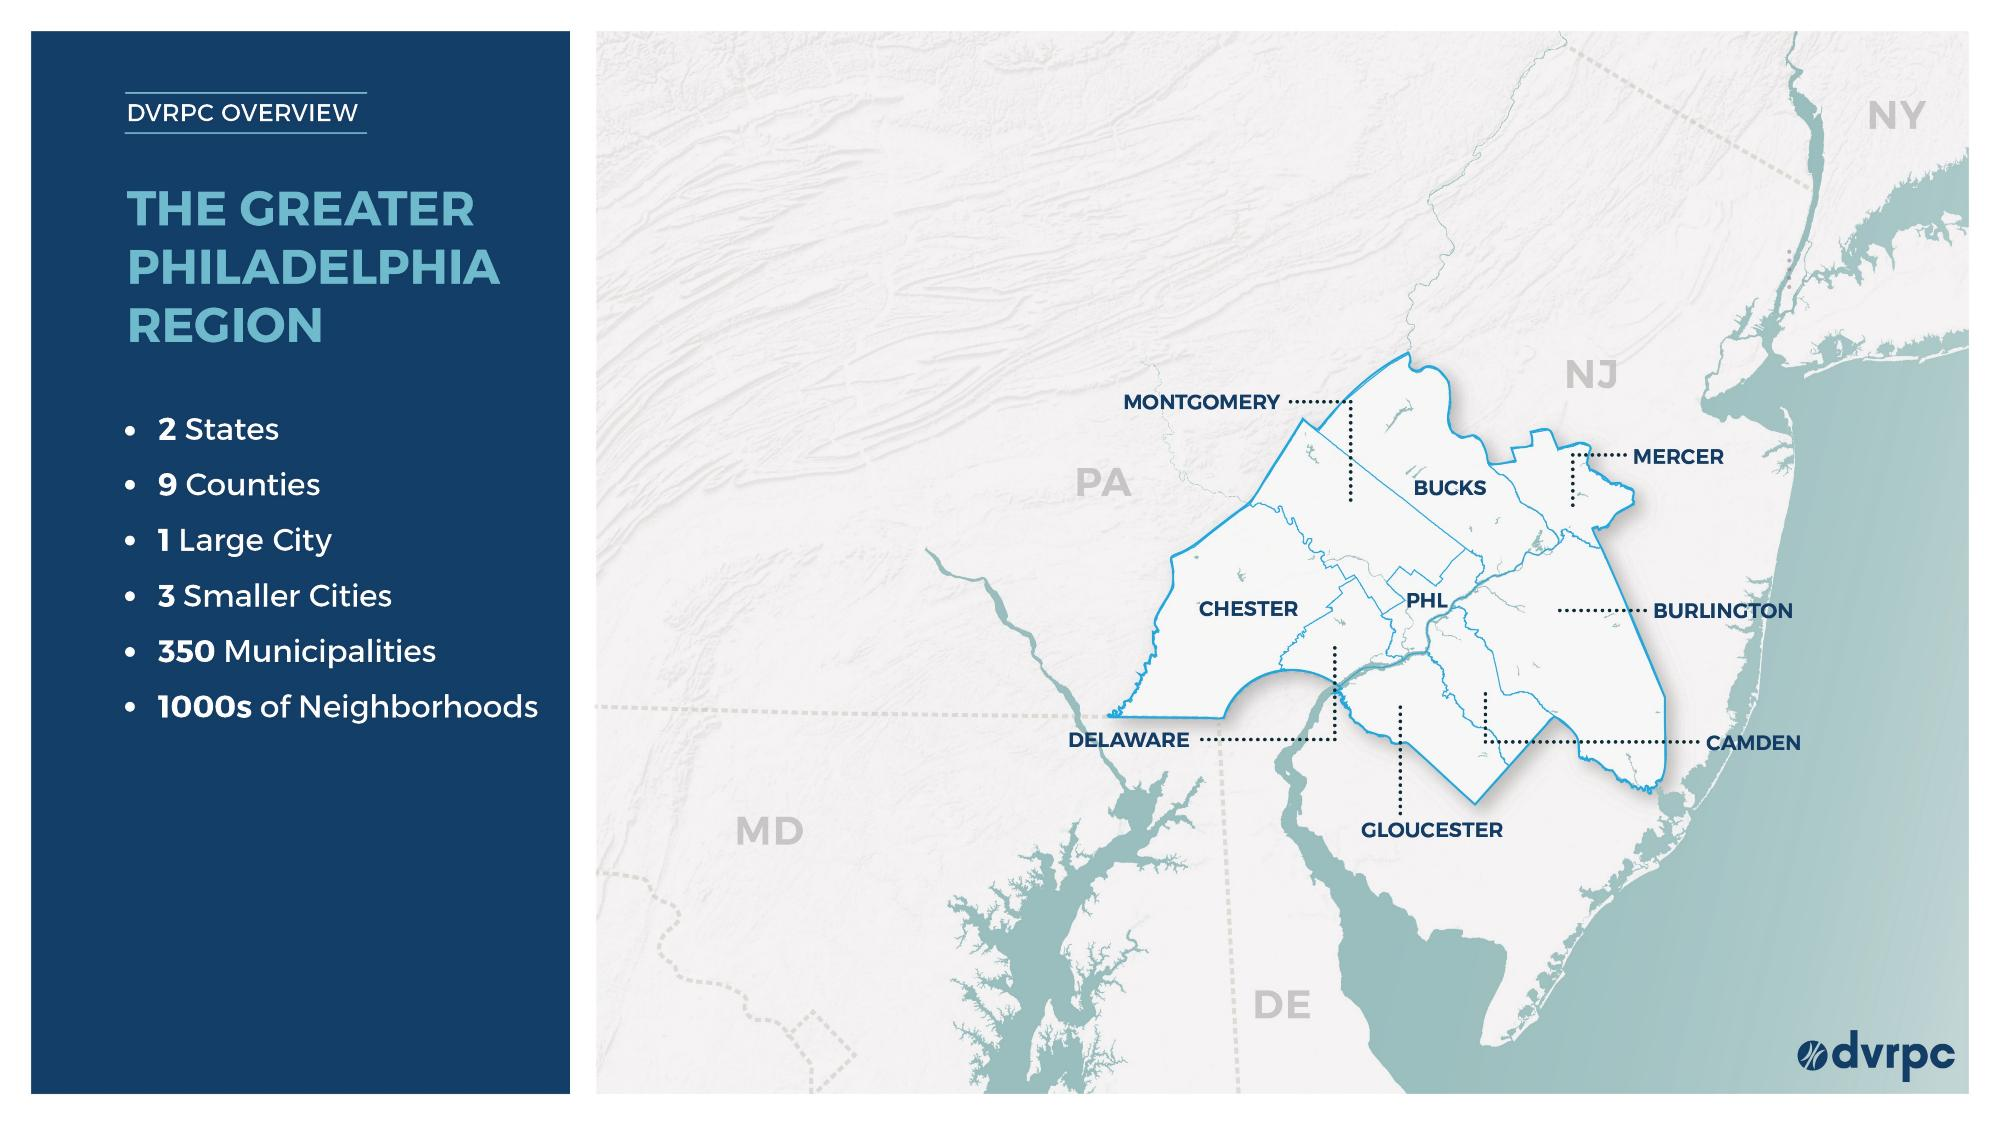 DVRPC OVERVIEW
THE GREATER
PHILADELPHIA
REGION
• 2 States
• 9 Counties
• 1 Large City
• 3 Smaller Cities
• 350 Municipalities
• 1000s of Neighborhoods
NY
NJ
MONTGOMERY
MERCER
PA
BUCKS
PHL
CHESTER
BURLINGTON
DELAWARE
CAMDEN
GLOUCESTER
MD
DE
dvrpc